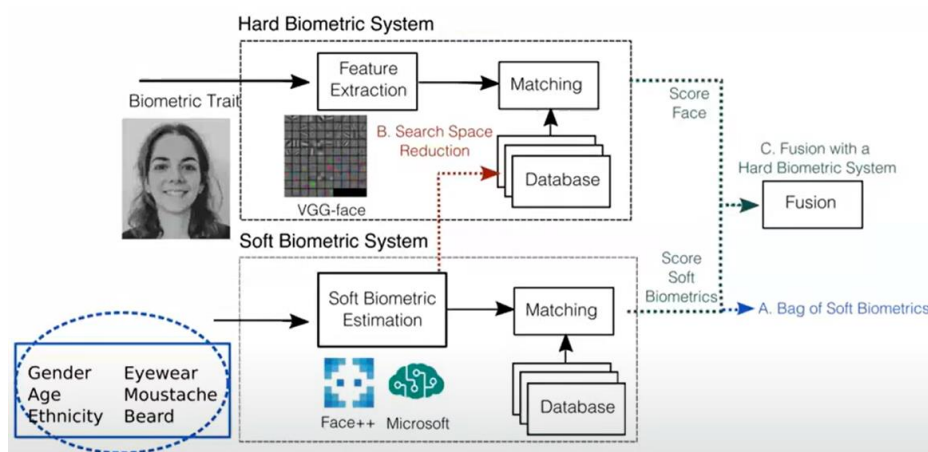 Hard Biometric System
Feature
Extraction
Matching
Biometric Trait
Score
Face
B. Search Space
Reduction
C. Fusion with a
Hard Biometric System
Database
VGG-face
Fusion
Soft Biometric System
Soft Biometric
Estimation
Matching
Score
Soft
Biometrics
A. Bag of Soft Biometrics
Gender Eyewear
Age Moustache
Ethnicity Beard
Face++ Microsoft
Database